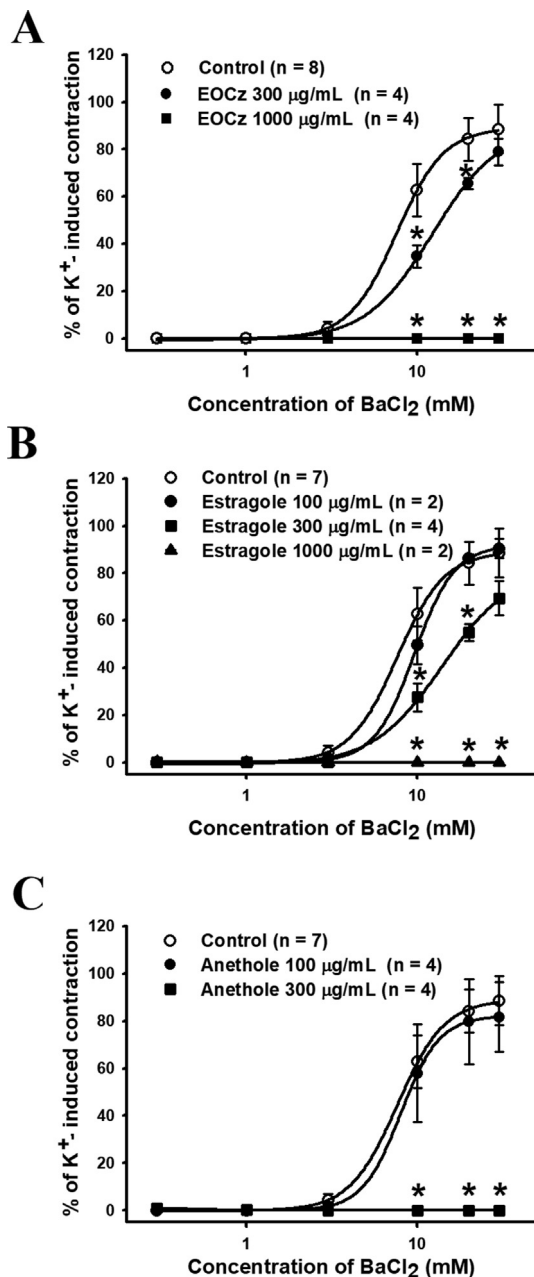 A
Control (n = 8)
EOCz 300 μg/mL (n = 4)
EOCz 1000 μg/mL (n = 4)
% of K+- induced contraction
120
100
80
60
40
20
0
* *
* * *
1 10
Concentration of BaCl2 (mM)
B
Control (n = 7)
Estragole 100 μg/mL (n = 2)
Estragole 300 μg/mL (n = 4)
Estragole 1000 μg/mL (n = 2)
% of K+- induced contraction
120
100
80
60
40
20
0
* *
* * *
1 10
Concentration of BaCl2 (mM)
C
Control (n = 7)
Anethole 100 μg/mL (n = 4)
Anethole 300 μg/mL (n = 4)
% of K+- induced contraction
120
100
80
60
40
20
0
* * *
1 10
Concentration of BaCl2 (mM)